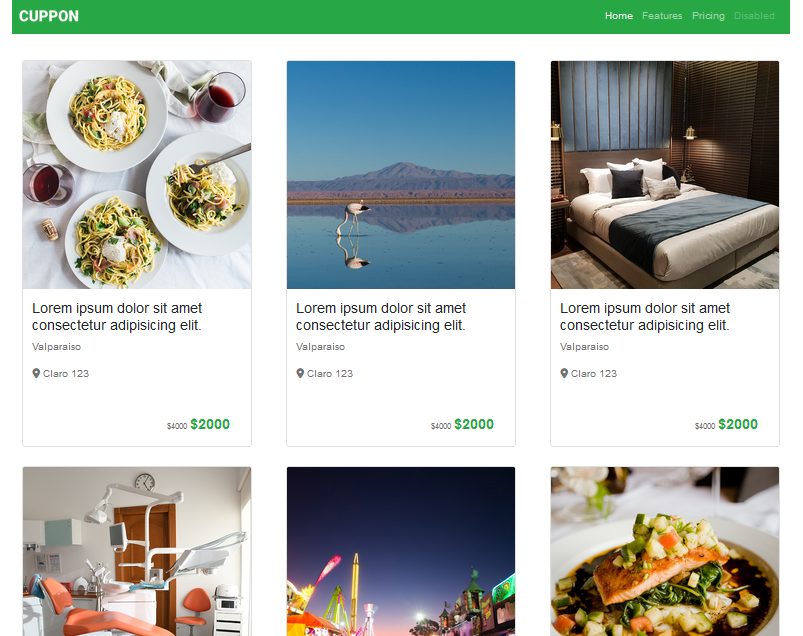 CUPPON
Home Features Pricing Disabled
Lorem ipsum dolor sit amet
consectetur adipisicing elit.
Valparaiso
Claro 123
$4000 $2000
Lorem ipsum dolor sit amet
consectetur adipisicing elit.
Valparaiso
Claro 123
$4000 $2000
Lorem ipsum dolor sit amet
consectetur adipisicing elit.
Valparaiso
Claro 123
$4000 $2000